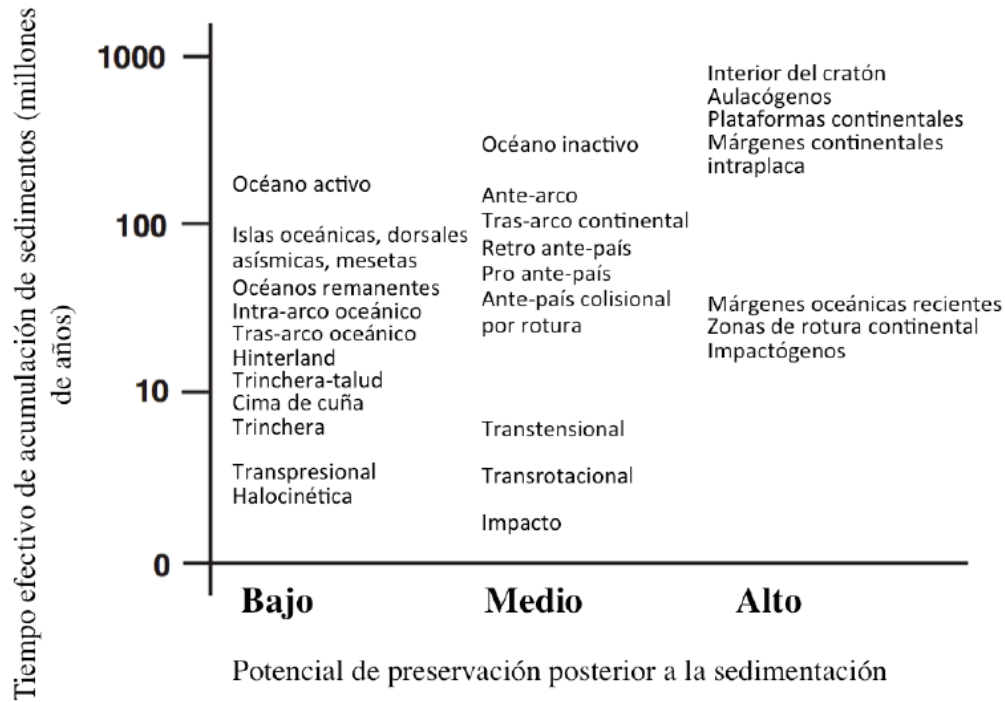 Tiempo efectivo de acumulación de sedimentos (millones
de años)
1000
100
10
0
Océano activo
Islas oceánicas, dorsales
asísmicas, mesetas
Océanos remanentes
Intra-arco oceánico
Tras-arco oceánico
Hinterland
Trinchera-talud
Cima de cuña
Trinchera
Transpresional
Halocinética
Océano inactivo
Ante-arco
Tras-arco continental
Retro ante-país
Pro ante-país
Ante-país colisional
por rotura
Transtensional
Transrotacional
Impacto
Interior del cratón
Aulacógenos
Plataformas continentales
Márgenes continentales
intraplaca
Márgenes oceánicas recientes
Zonas de rotura continental
Impactógenos
Bajo
Medio
Alto
Potencial de preservación posterior a la sedimentación